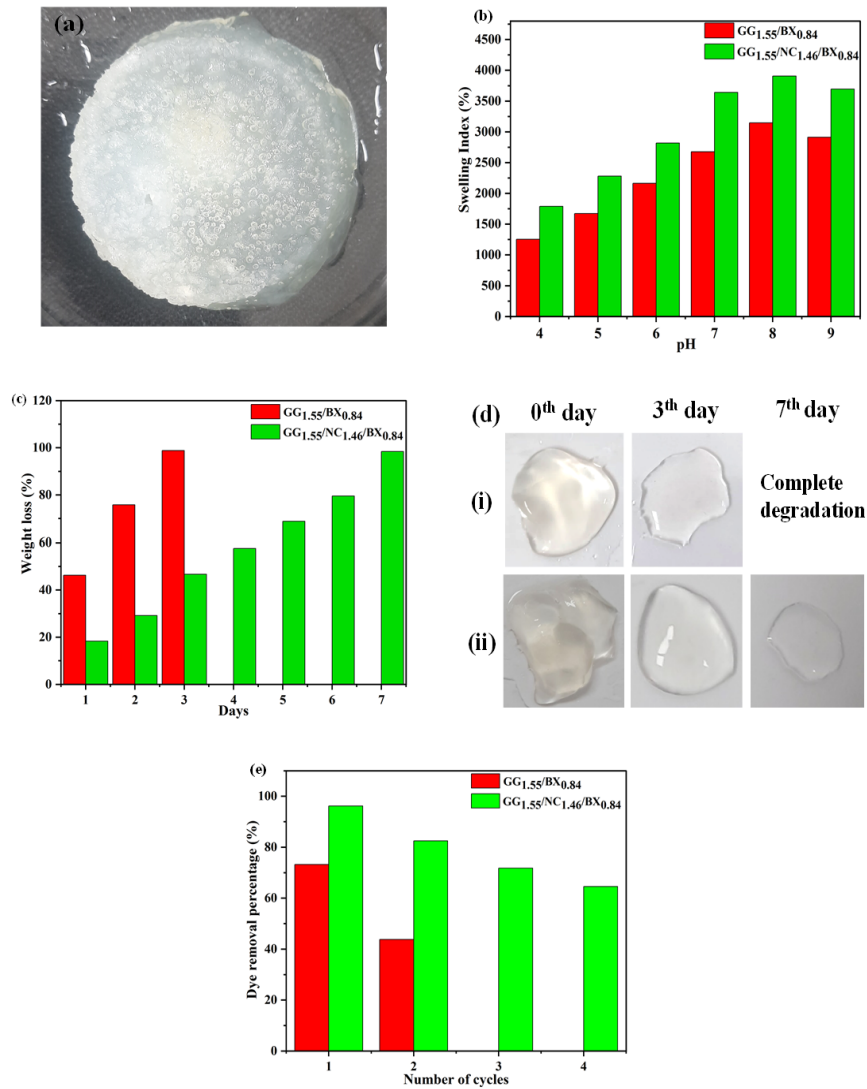 (a)
(b)
GG1.55/BX0.84
GG1.55/NC1.46/BX0.84
Swelling Index (%)
4500
4000
3500
3000
2500
2000
1500
1000
500
0
4 5 6 7 8 9
pH
(c)
GG1.55/BX0.84
GG1.55/NC1.46/BX0.84
Weight loss (%)
120
100
80
60
40
20
0
1 2 3 4 5 6 7
Days
(d) 0th day 3th day 7th day
(i)
Complete
degradation
(ii)
(e)
GG1.55/BX0.84
GG1.55/NC1.46/BX0.84
Dye removal percentage (%)
100
80
60
40
20
0
1 2 3 4
Number of cycles